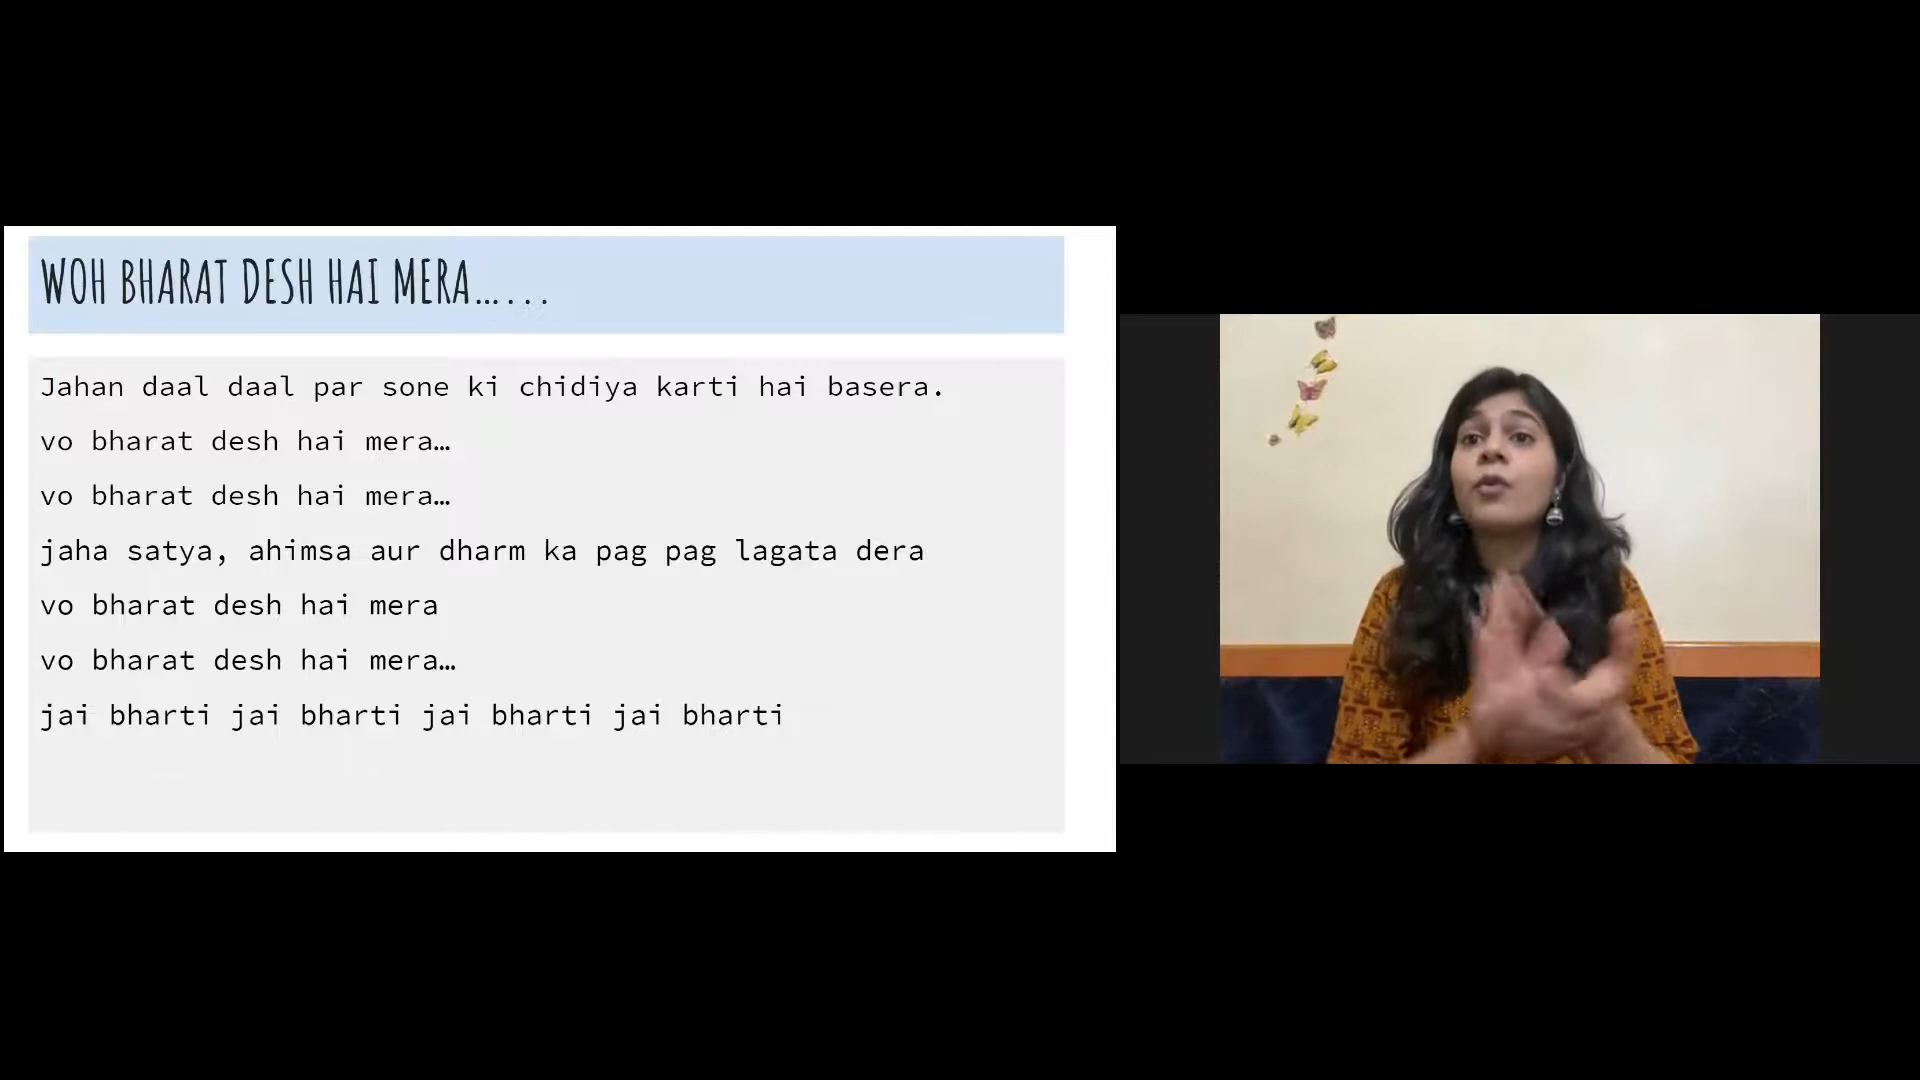 WOH BHARAT DESH HAI MERA…...
Jahan daal daal par sone ki chidiya karti hai basera.
vo bharat desh hai mera…
vo bharat desh hai mera…
jaha satya, ahimsa aur dharm ka pag pag lagata dera
vo bharat desh hai mera
vo bharat desh hai mera…
jai bharti jai bharti jai bharti jai bharti